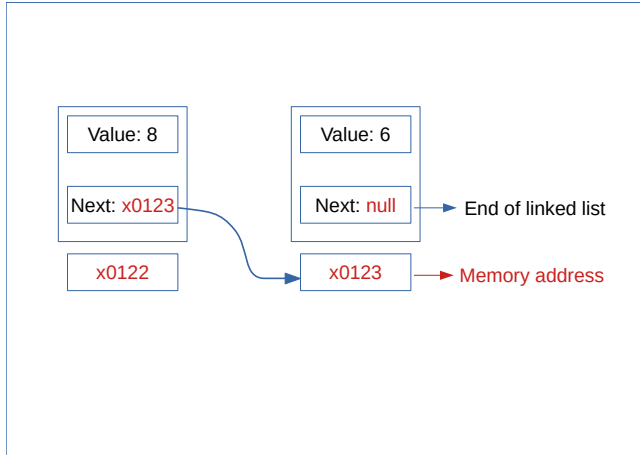 Value: 8
Next: x0123
x0122
Value: 6
Next: null
End of linked list
x0123
Memory address